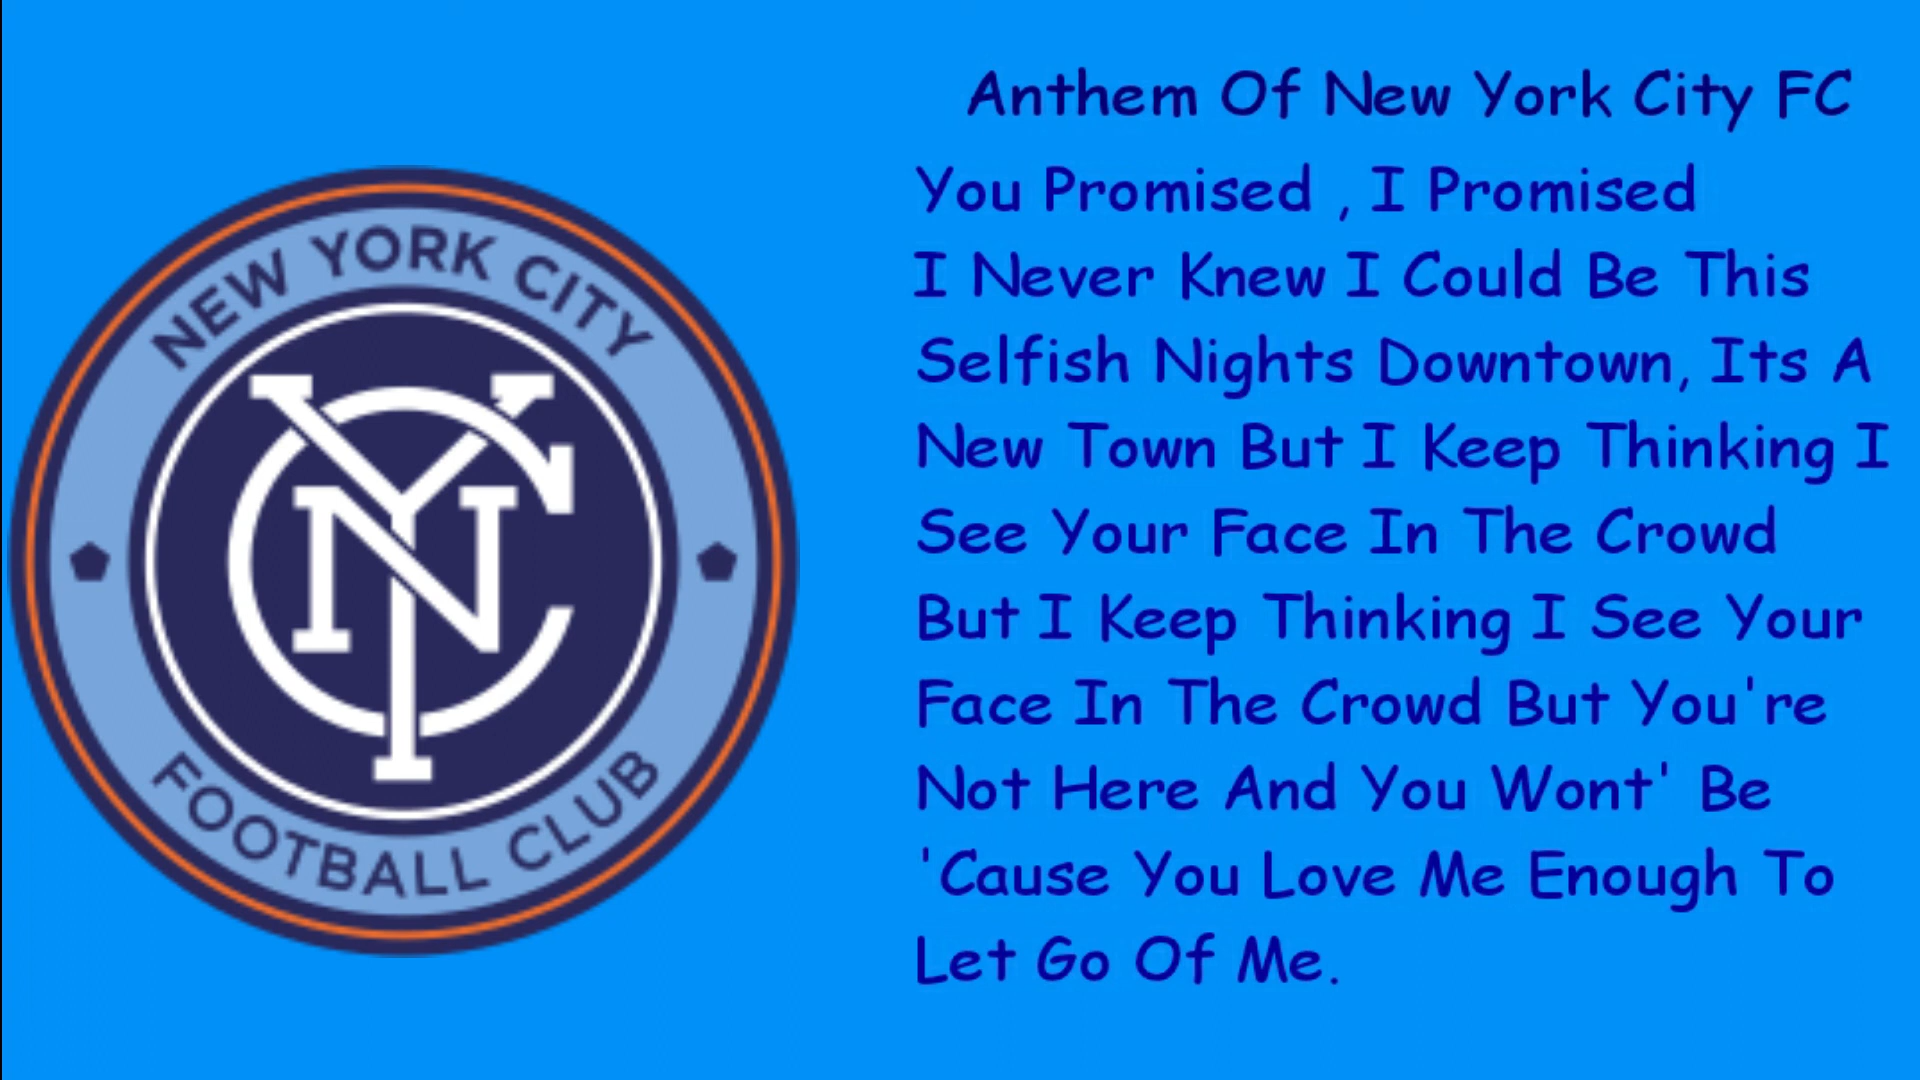 Anthem Of New York City FC
You Promised , I Promised
I Never Knew I Could Be This
Selfish Nights Downtown, Its A
New Town But I Keep Thinking I
See Your Face In The Crowd
But I Keep Thinking I See Your
Face In The Crowd But You're
Not Here And You Wont' Be
'Cause You Love Me Enough To
Let Go Of Me.
NEW YORK CITY
NYC
FOOTBALL CLUB